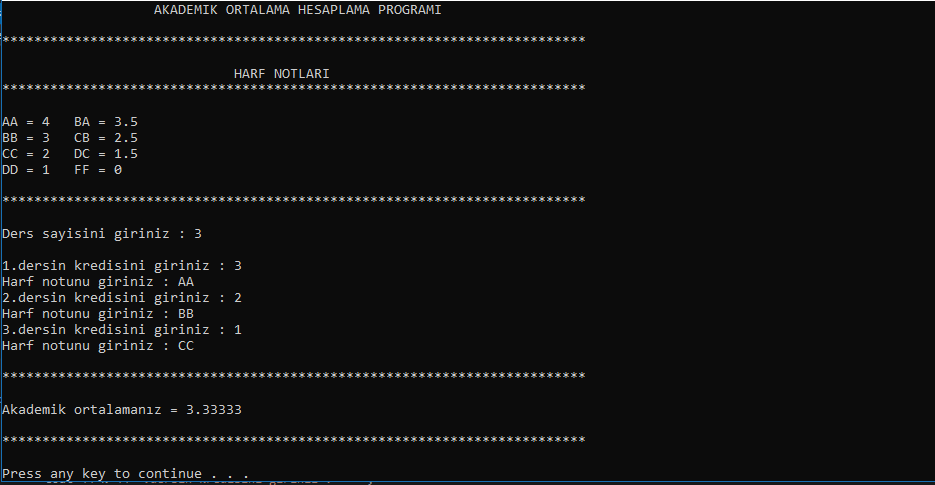 AKADEMIK ORTALAMA HESAPLAMA PROGRAMI
*************************************************************************
HARF NOTLARI
*************************************************************************
AA = 4   BA = 3.5
BB = 3   CB = 2.5
CC = 2   DC = 1.5
DD = 1   FF = 0
*************************************************************************
Ders sayisini giriniz : 3
1.dersin kredisini giriniz : 3
Harf notunu giriniz : AA
2.dersin kredisini giriniz : 2
Harf notunu giriniz : BB
3.dersin kredisini giriniz : 1
Harf notunu giriniz : CC
*************************************************************************
Akademik ortalamanız = 3.33333
*************************************************************************
Press any key to continue . . .